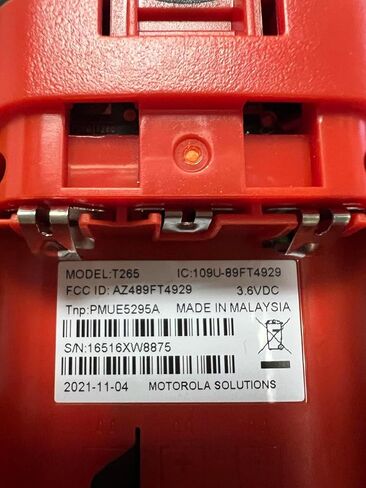 MODEL:T265 IC:109U-89FT4929
FCC ID: AZ489FT4929 3.6VDC
Tnp:PMUE5295A MADE IN MALAYSIA
S/N:16516XW8875
2021-11-04 MOTOROLA SOLUTIONS